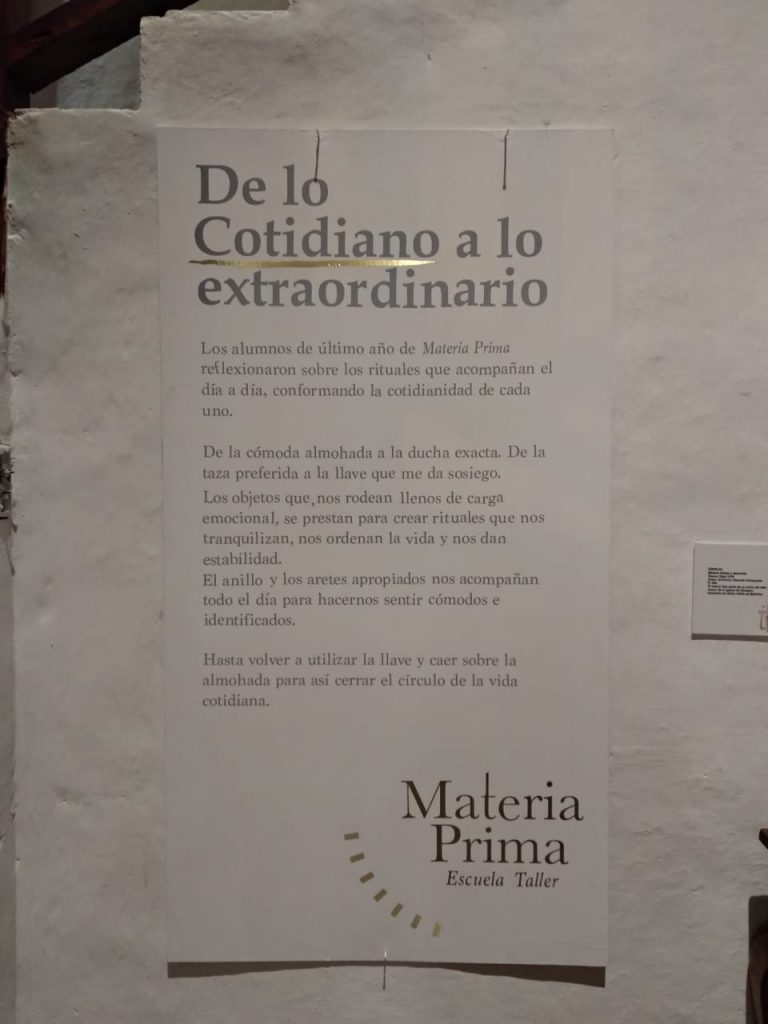 De lo
Cotidiano a lo
extraordinario
Los alumnos de último año de Materia Prima
reflexionaron sobre los rituales que acompañan el
día a día, conformando la cotidianidad de cada
uno.
De la cómoda almohada a la ducha exacta. De la
taza preferida a la llave que me da sosiego.
Los objetos que nos rodean llenos de carga
emocional, se prestan para crear rituales que nos
tranquilizan, nos ordenan la vida y nos dan
estabilidad.
El anillo y los aretes apropiados nos acompañan
todo el día para hacernos sentir cómodos e
identificados.
Hasta volver a utilizar la llave y caer sobre la
almohada para así cerrar el círculo de la vida
cotidiana.
Materia
Prima
Escuela Taller